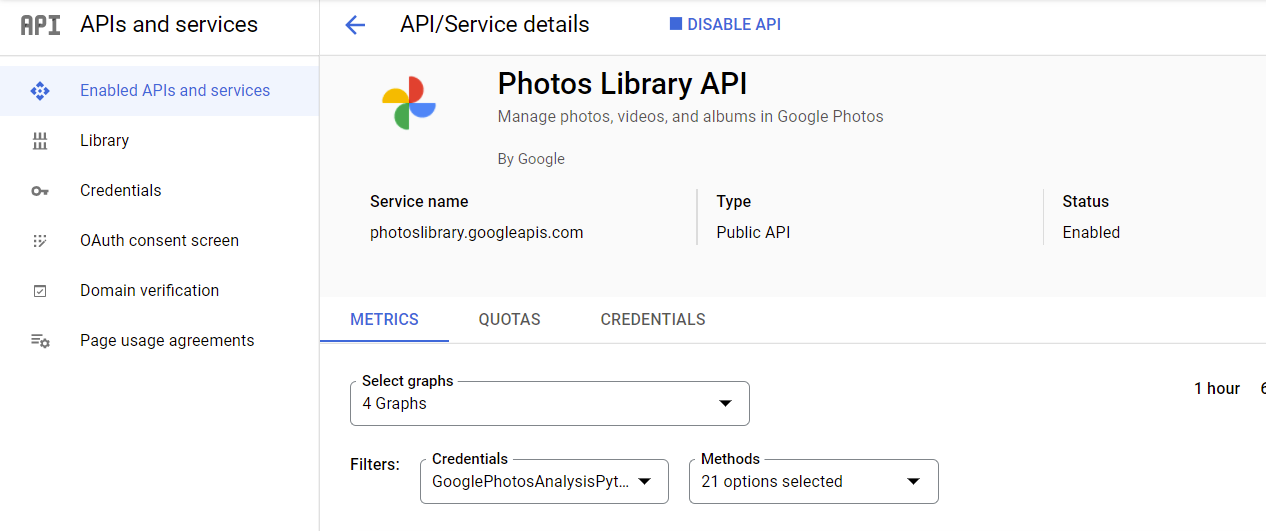 API APIs and services
Enabled APIs and services
Library
Credentials
OAuth consent screen
Domain verification
Page usage agreements
API/Service details
DISABLE API
Photos Library API
Manage photos, videos, and albums in Google Photos
By Google
Service name
photoslibrary.googleapis.com
Type
Public API
Status
Enabled
METRICS
QUOTAS
CREDENTIALS
Select graphs
4 Graphs
1 hour
Filters:
Credentials
GooglePhotosAnalysisPyt...
Methods
21 options selected